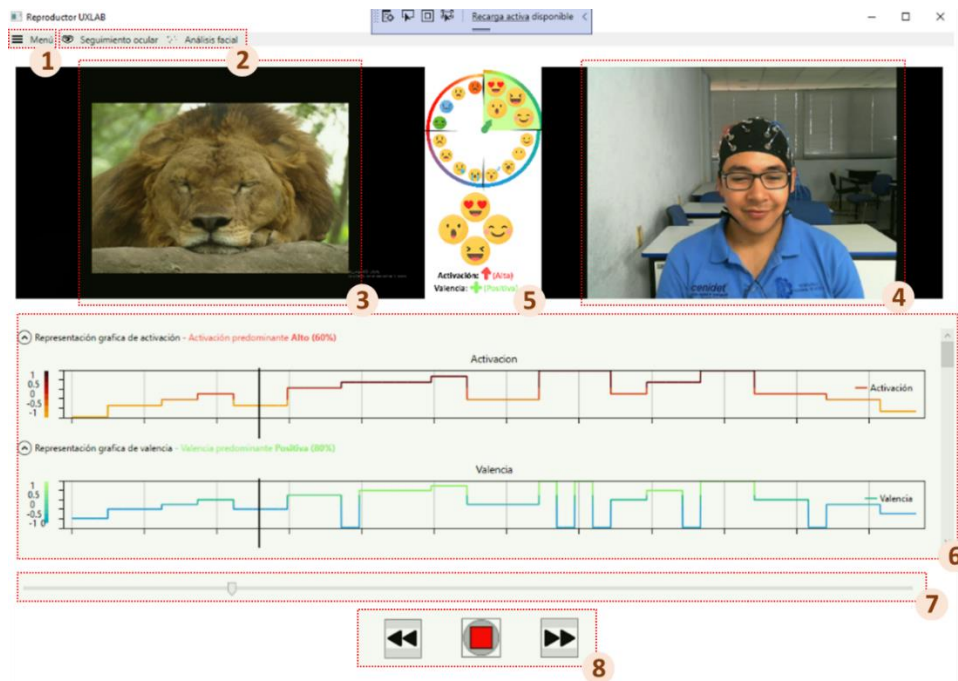 Reproductor UXLAB
Recarga activa disponible
Menú
Seguimiento ocular
Análisis facial
1
2
3
Activación: (Alta)
Valencia: (Positiva)
5
cenidet
4
Representación grafica de activación - Activación predominante Alto (60%)
Activacion
1
0.5
0
-0.5
-1
Activación
Representación grafica de valencia - Valencia predominante Positiva (80%)
Valencia
1
0.5
0
-0.5
-1 0
Valencia
6
7
8